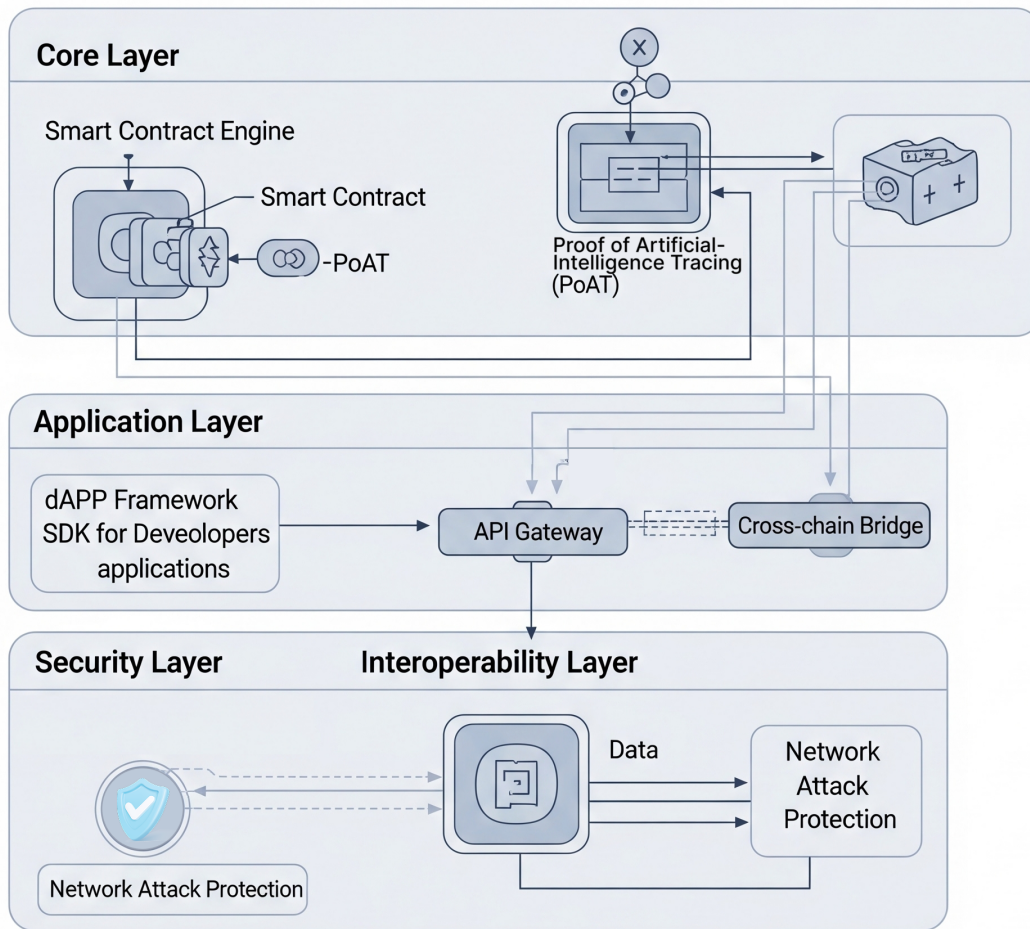 Core Layer
X
Smart Contract Engine
Smart Contract
-PoAT
Proof of Artificial-
Intelligence Tracing
(PoAT)
Application Layer
dAPP Framework
SDK for Deveolopers
applications
API Gateway
Cross-chain Bridge
Security Layer
Interoperability Layer
Data
Network
Attack
Protection
Network Attack Protection